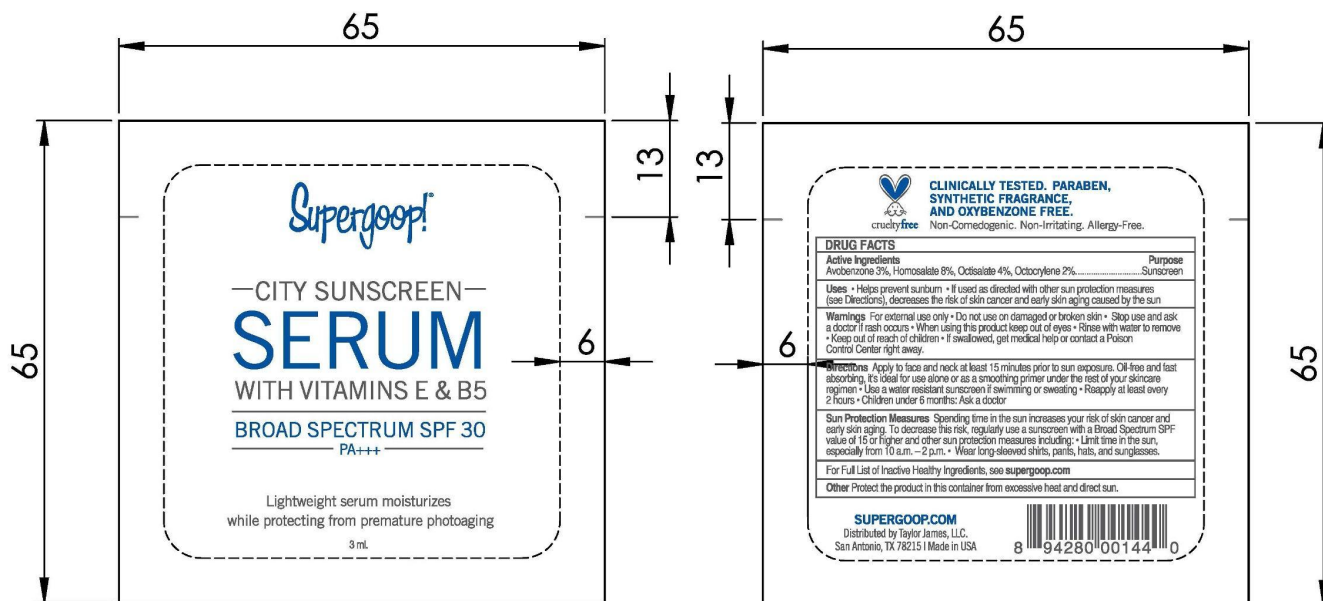 65
65
13
6
Supergoop!®
CITY SUNSCREEN
SERUM
WITH VITAMINS E & B5
BROAD SPECTRUM SPF 30
PA+++
Lightweight serum moisturizes
while protecting from premature photoaging
3 ml.
65
65
13
6
crueltyfree
CLINICALLY TESTED. PARABEN,
SYNTHETIC FRAGRANCE,
AND OXYBENZONE FREE.
Non-Comedogenic. Non-Irritating. Allergy-Free.
DRUG FACTS
Active Ingredients Purpose
Avobenzone 3%, Homosalate 8%, Octisalate 4%, Octocrylene 2%..............................Sunscreen
Uses • Helps prevent sunburn • If used as directed with other sun protection measures
(see Directions), decreases the risk of skin cancer and early skin aging caused by the sun
Warnings For external use only • Do not use on damaged or broken skin • Stop use and ask
a doctor if rash occurs • When using this product keep out of eyes • Rinse with water to remove
• Keep out of reach of children • If swallowed, get medical help or contact a Poison
Control Center right away.
Directions Apply to face and neck at least 15 minutes prior to sun exposure. Oil-free and fast
absorbing, it's ideal for use alone or as a smoothing primer under the rest of your skincare
regimen • Use a water resistant sunscreen if swimming or sweating • Reapply at least every
2 hours • Children under 6 months: Ask a doctor
Sun Protection Measures Spending time in the sun increases your risk of skin cancer and
early skin aging. To decrease this risk, regularly use a sunscreen with a Broad Spectrum SPF
value of 15 or higher and other sun protection measures including: • Limit time in the sun,
especially from 10 a.m. – 2 p.m. • Wear long-sleeved shirts, pants, hats, and sunglasses.
For Full List of Inactive Healthy Ingredients, see supergoop.com
Other Protect the product in this container from excessive heat and direct sun.
SUPERGOOP.COM
Distributed by Taylor James, LLC.
San Antonio, TX 78215 | Made in USA
8 94280 00144 0